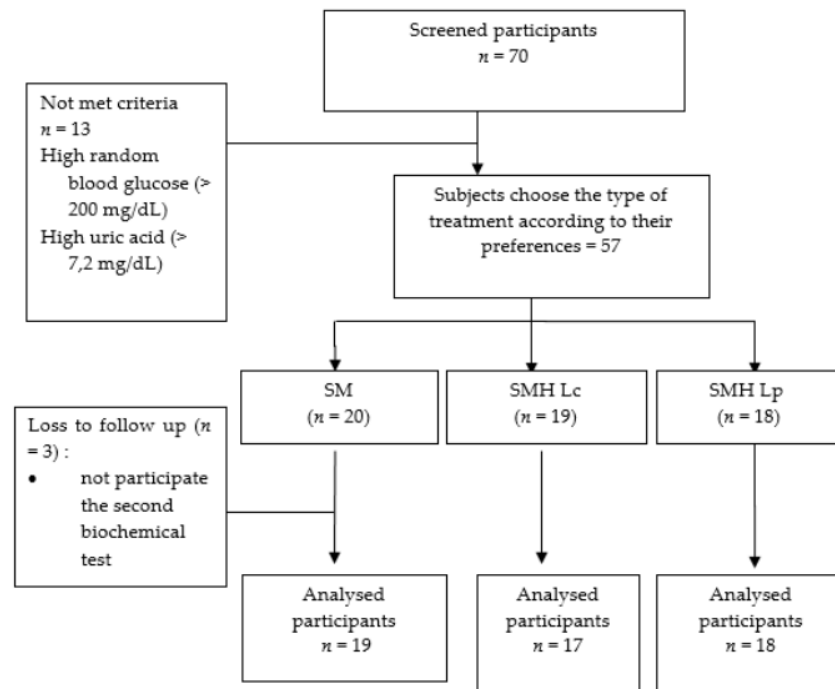 Screened participants
n = 70
Not met criteria
n = 13
High random
blood glucose (>
200 mg/dL)
High uric acid (>
7,2 mg/dL)
Subjects choose the type of
treatment according to their
preferences = 57
SM
(n = 20)
SMH Lc
(n = 19)
SMH Lp
(n = 18)
Loss to follow up (n
= 3) :
• not participate
the second
biochemical
test
Analysed
participants
n = 19
Analysed
participants
n = 17
Analysed
participants
n = 18